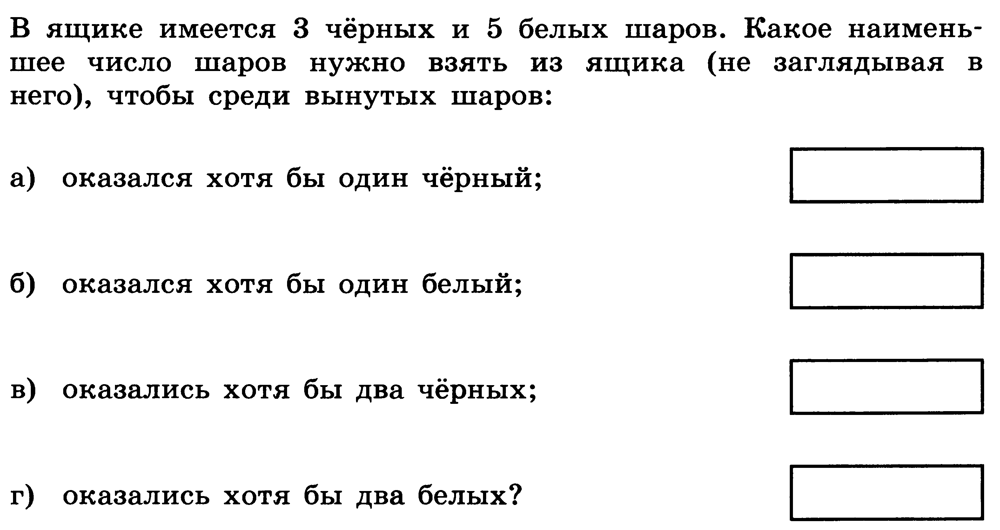 В ящике имеется 3 чёрных и 5 белых шаров. Какое наимень-
шее число шаров нужно взять из ящика (не заглядывая в
него), чтобы среди вынутых шаров:
а) оказался хотя бы один чёрный;
б) оказался хотя бы один белый;
в) оказались хотя бы два чёрных;
г) оказались хотя бы два белых?